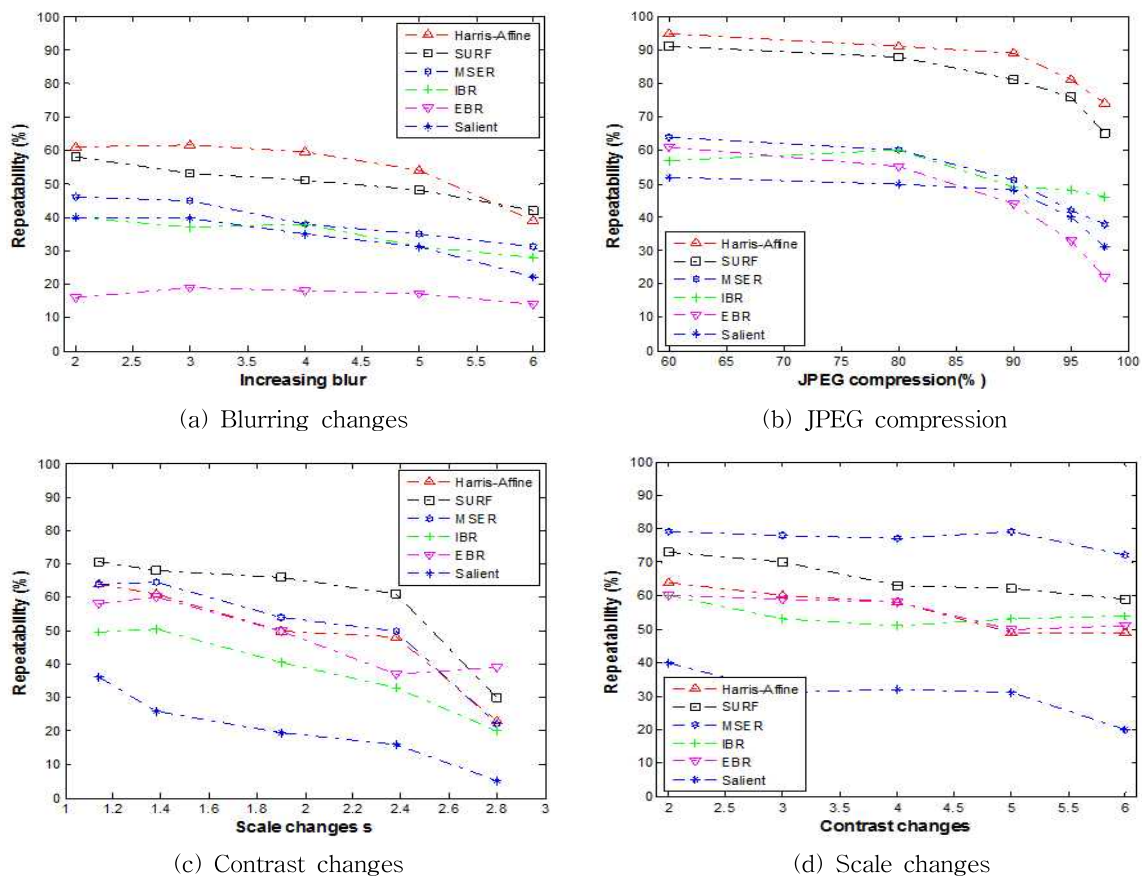 100
90
80
70
60
50
40
30
20
10
0
Repeatability (%)
2 2.5 3 3.5 4 4.5 5 5.5 6
Increasing blur
Harris-Affine
SURF
MSER
IBR
EBR
Salient
(a) Blurring changes
100
90
80
70
60
50
40
30
20
10
0
Repeatability (%)
60 65 70 75 80 85 90 95 100
JPEG compression(%)
Harris-Affine
SURF
MSER
IBR
EBR
Salient
(b) JPEG compression
100
90
80
70
60
50
40
30
20
10
0
Repeatability (%)
1 1.2 1.4 1.6 1.8 2 2.2 2.4 2.6 2.8 3
Scale changes s
Harris-Affine
SURF
MSER
IBR
EBR
Salient
(c) Contrast changes
100
90
80
70
60
50
40
30
20
10
0
Repeatability (%)
2 2.5 3 3.5 4 4.5 5 5.5 6
Contrast changes
Harris-Affine
SURF
MSER
IBR
EBR
Salient
(d) Scale changes